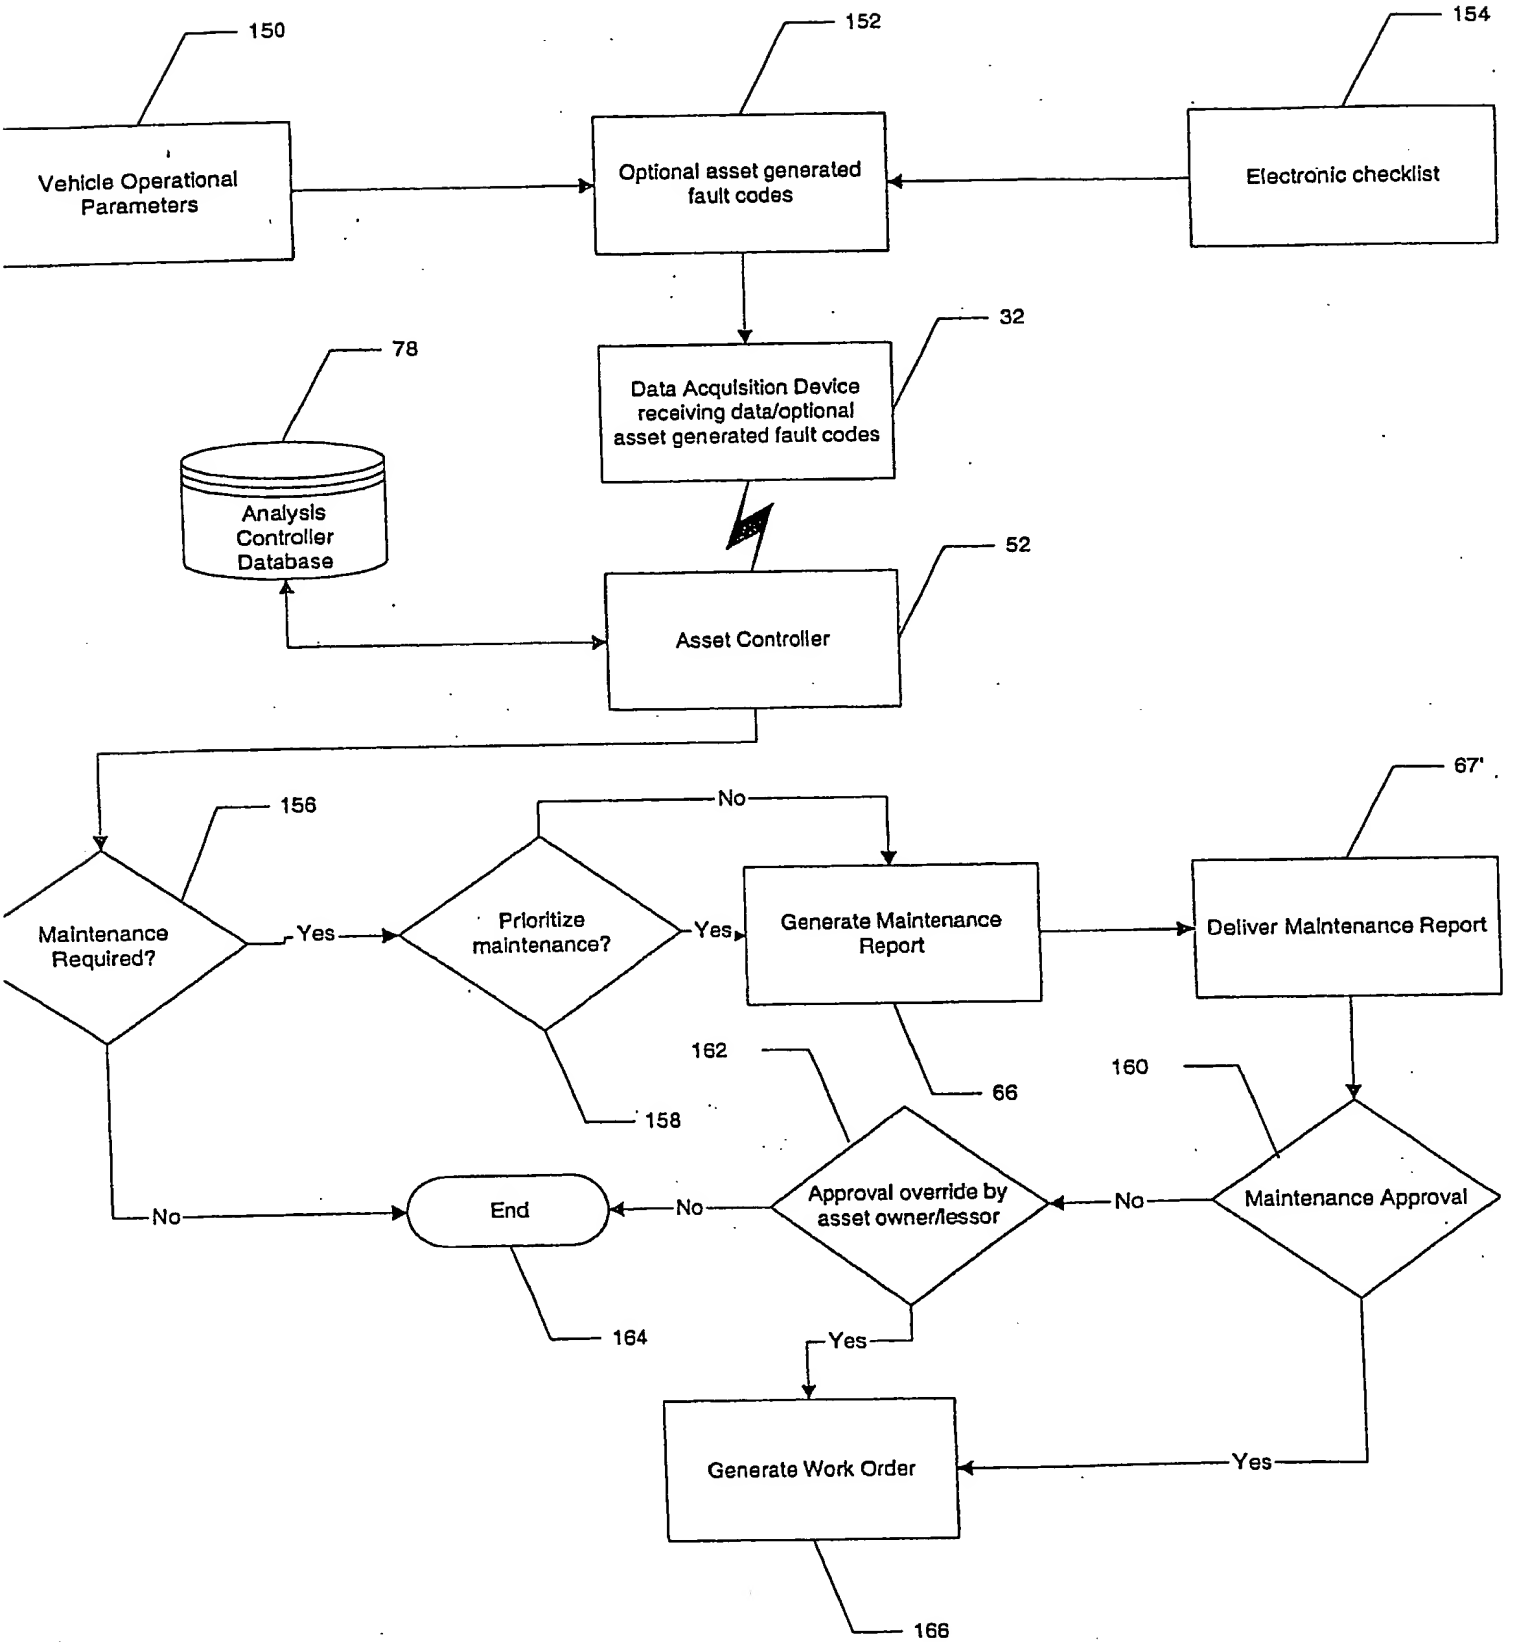 150
152
154
Vehicle Operational
Parameters
Optional asset generated
fault codes
Electronic checklist
78
32
Data Acquisition Device
receiving data/optional
asset generated fault codes
Analysis
Controller
Database
52
Asset Controller
67'
156
No
Maintenance
Required?
Yes
Prioritize
maintenance?
Yes
Generate Maintenance
Report
Deliver Maintenance Report
162
160
66
158
No
End
No
Approval override by
asset owner/lessor
No
Maintenance Approval
164
Yes
Generate Work Order
Yes
166